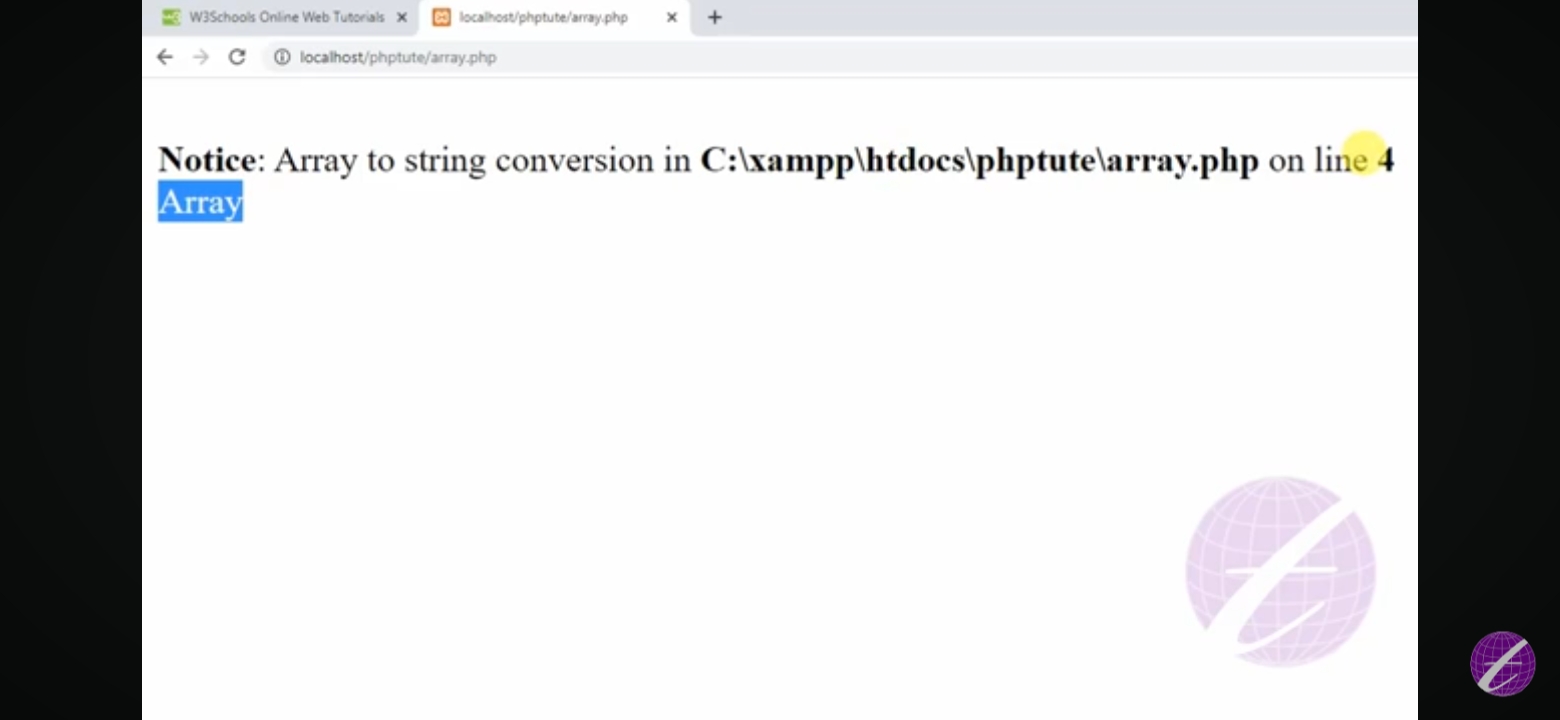 W3Schools Online Web Tutorials
localhost/phptute/array.php
localhost/phptute/array.php
Notice: Array to string conversion in C:\xampp\htdocs\phptute\array.php on line 4
Array